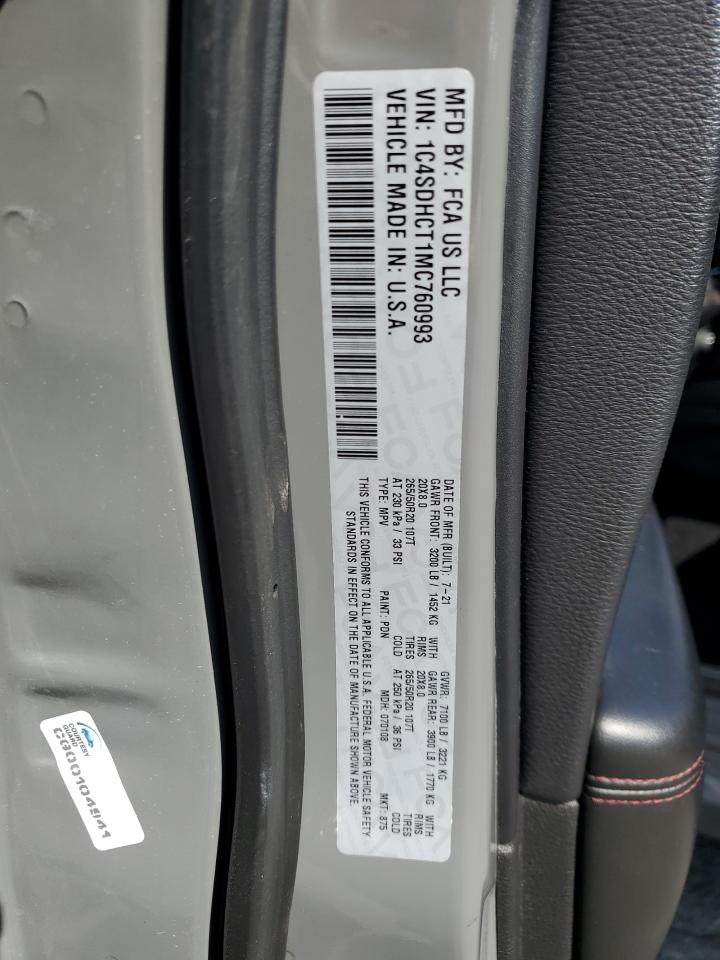 MFD BY: FCA US LLC
VIN: 1C4SDHCT1MC760993
VEHICLE MADE IN: U.S.A.
DATE OF MFR (BUILT): 7-21 GVWR: 7100 LB / 3221 KG
GAWR FRONT: 3200 LB / 1452 KG WITH GAWR REAR: 3900 LB / 1770 KG WITH
20X8.0 RIMS 20X8.0 RIMS
265/50R20 107T TIRES 265/50R20 107T TIRES
AT 230 kPa / 33 PSI COLD AT 250 kPa / 36 PSI COLD
TYPE: MPV PAINT: PDN MDH: 070108 MKT: 875
THIS VEHICLE CONFORMS TO ALL APPLICABLE U.S.A. FEDERAL MOTOR VEHICLE SAFETY
STANDARDS IN EFFECT ON THE DATE OF MANUFACTURE SHOWN ABOVE.
COURTESY
GUARD
CG00104941